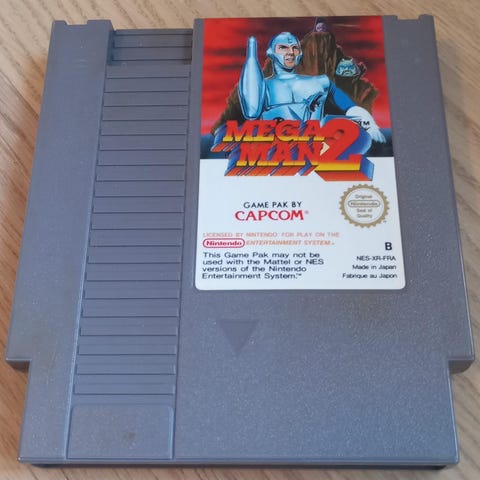 MEGA
MAN 2
TM
GAME PAK BY
CAPCOM®
Original
Nintendo
Seal of
Quality
LICENSED BY NINTENDO FOR PLAY ON THE
Nintendo ENTERTAINMENT SYSTEM.
This Game Pak may not be
used with the Mattel or NES
versions of the Nintendo
Entertainment System.™
B
NES-XR-FRA
Made in Japan
Fabriqué au Japon